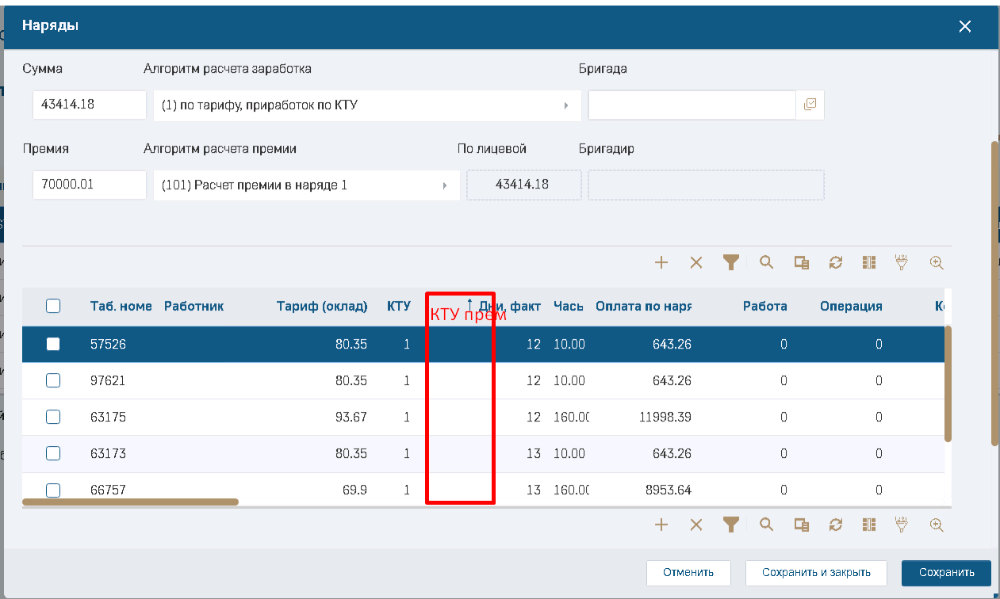 Наряды
Сумма Алгоритм расчета заработка Бригада
43414.18 (1) по тарифу, приработок по КТУ
Премия Алгоритм расчета премии По лицевой Бригадир
70000.01 (101) Расчет премии в наряде 1 43414.18
Таб. номе Работник Тариф (оклад) КТУ КТУ прем Дни, факт Часы Оплата по наря Работа Операция К
57526 80.35 1 12 10.00 643.26 0 0
97621 80.35 1 12 10.00 643.26 0 0
63175 93.67 1 12 160.00 11998.39 0 0
63173 80.35 1 13 10.00 643.26 0 0
66757 69.9 1 13 160.00 8953.64 0 0
Отменить Сохранить и закрыть Сохранить